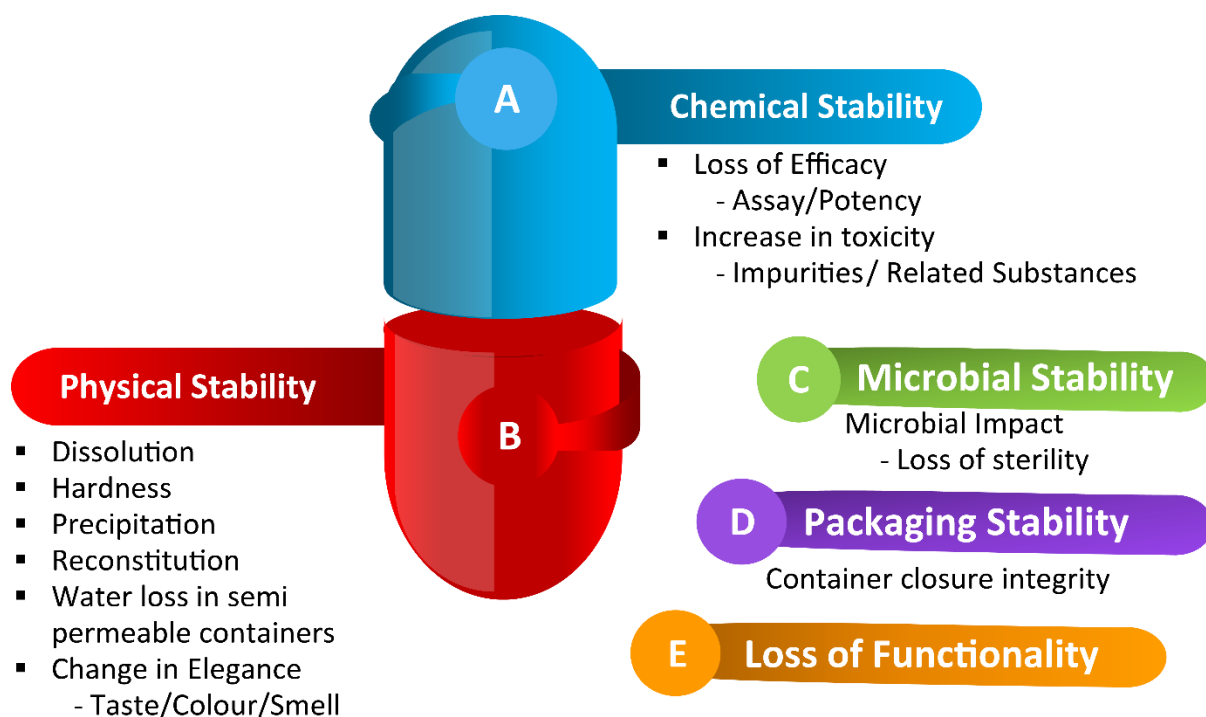 A
Chemical Stability
▪ Loss of Efficacy
- Assay/Potency
▪ Increase in toxicity
- Impurities/ Related Substances
Physical Stability
B
▪ Dissolution
▪ Hardness
▪ Precipitation
▪ Reconstitution
▪ Water loss in semi
permeable containers
▪ Change in Elegance
- Taste/Colour/Smell
C
Microbial Stability
Microbial Impact
- Loss of sterility
D
Packaging Stability
Container closure integrity
E
Loss of Functionality